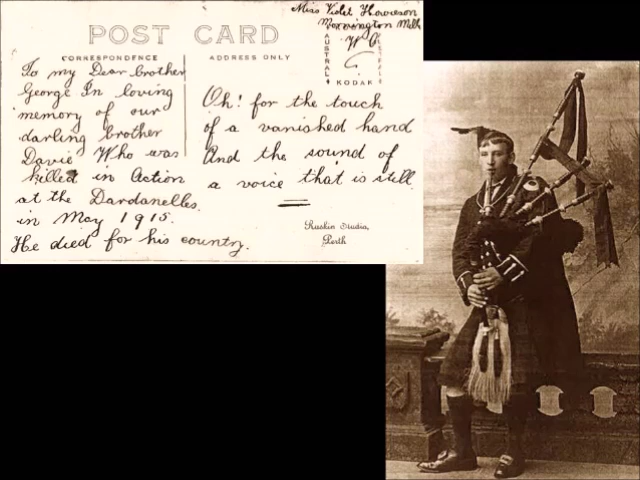 Miss Violet Howieson
Mornington Mills
W A
POST CARD
CORRESPONDENCE
ADDRESS ONLY
AUSTRAL
KODAK
To my Dear brother
George In loving
memory of our
darling brother
Davie Who was
killed in Action
at the Dardanelles.
in May 1915.
He died for his country.
Oh! for the touch
of a vanished hand
And the sound of
a voice that is still
Ruskin Studio,
Perth